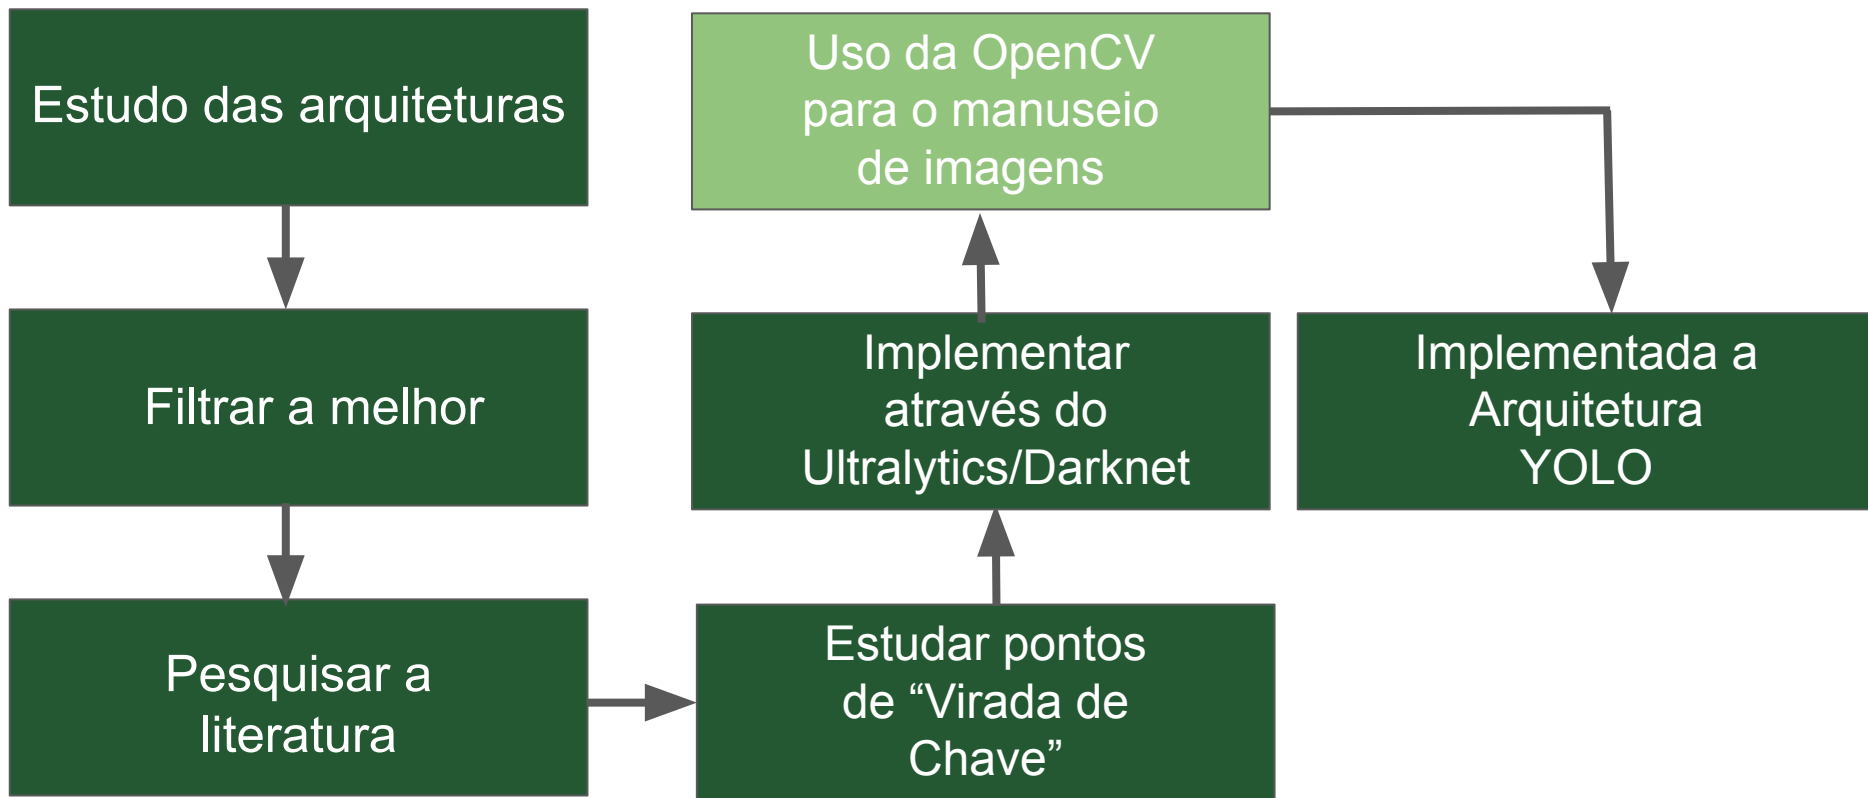 Estudo das arquiteturas
Filtrar a melhor
Pesquisar a
literatura
Estudar pontos
de “Virada de
Chave”
Implementar
através do
Ultralytics/Darknet
Uso da OpenCV
para o manuseio
de imagens
Implementada a
Arquitetura
YOLO